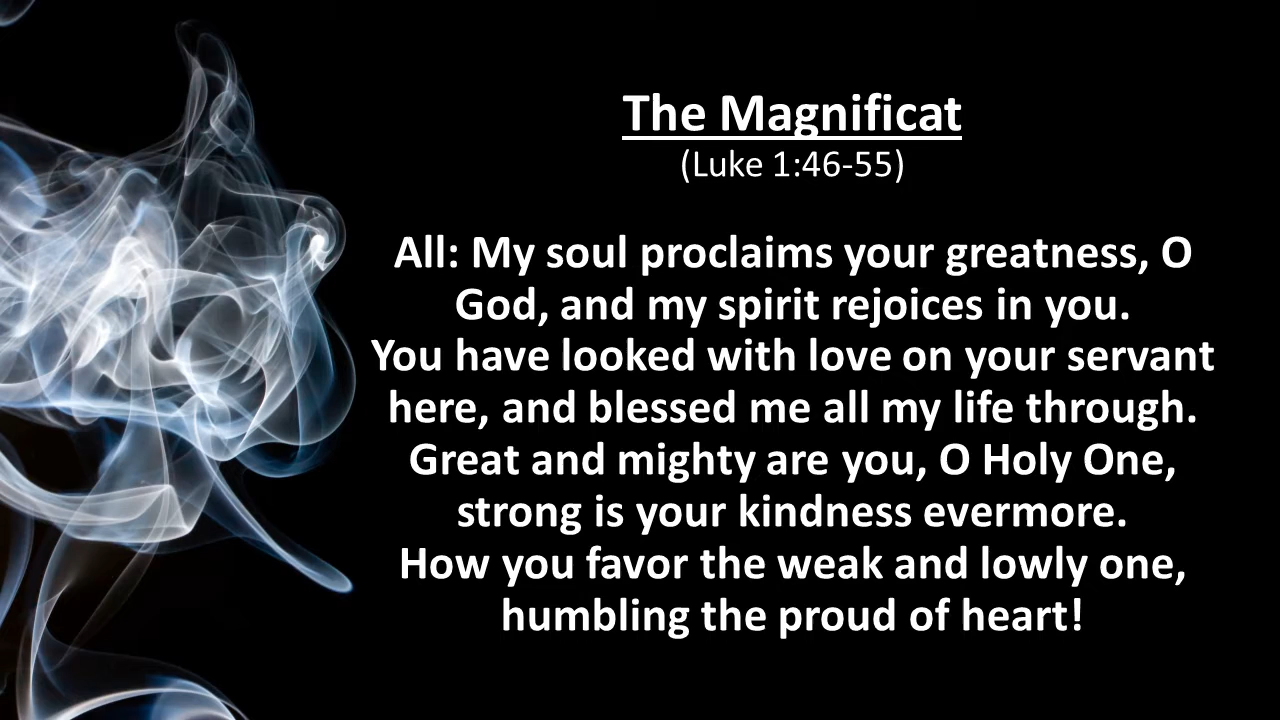 The Magnificat
(Luke 1:46-55)
All: My soul proclaims your greatness, O
God, and my spirit rejoices in you.
You have looked with love on your servant
here, and blessed me all my life through.
Great and mighty are you, O Holy One,
strong is your kindness evermore.
How you favor the weak and lowly one,
humbling the proud of heart!